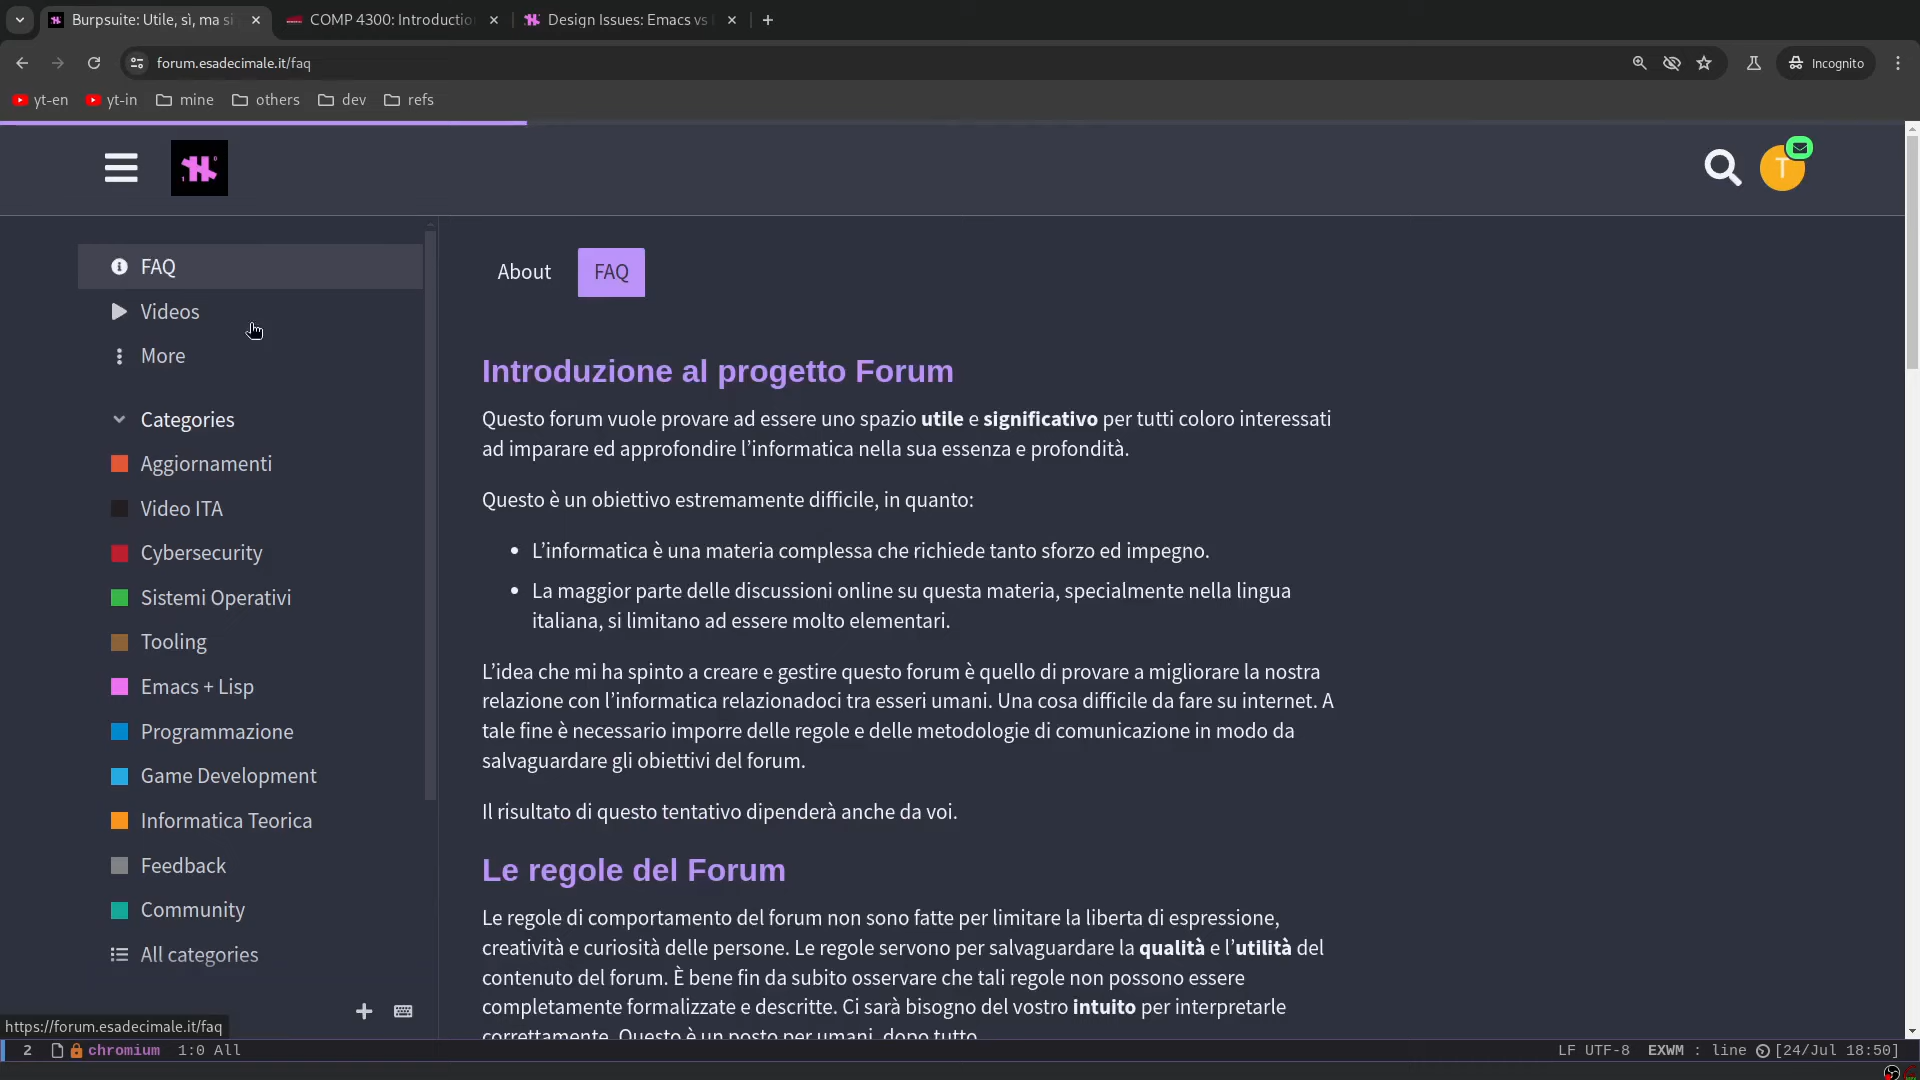 Burpsuite: Utile, sì, ma si
COMP 4300: Introductio
Design Issues: Emacs vs
forum.esadecimale.it/faq
Incognito
yt-en
yt-in
mine
others
dev
refs
T
FAQ
Videos
More
Categories
Aggiornamenti
Video ITA
Cybersecurity
Sistemi Operativi
Tooling
Emacs + Lisp
Programmazione
Game Development
Informatica Teorica
Feedback
Community
All categories
About
FAQ
Introduzione al progetto Forum
Questo forum vuole provare ad essere uno spazio utile e significativo per tutti coloro interessati
ad imparare ed approfondire l’informatica nella sua essenza e profondità.
Questo è un obiettivo estremamente difficile, in quanto:
• L’informatica è una materia complessa che richiede tanto sforzo ed impegno.
• La maggior parte delle discussioni online su questa materia, specialmente nella lingua
italiana, si limitano ad essere molto elementari.
L’idea che mi ha spinto a creare e gestire questo forum è quello di provare a migliorare la nostra
relazione con l’informatica relazionadoci tra esseri umani. Una cosa difficile da fare su internet. A
tale fine è necessario imporre delle regole e delle metodologie di comunicazione in modo da
salvaguardare gli obiettivi del forum.
Il risultato di questo tentativo dipenderà anche da voi.
Le regole del Forum
Le regole di comportamento del forum non sono fatte per limitare la liberta di espressione,
creatività e curiosità delle persone. Le regole servono per salvaguardare la qualità e l’utilità del
contenuto del forum. È bene fin da subito osservare che tali regole non possono essere
completamente formalizzate e descritte. Ci sarà bisogno del vostro intuito per interpretarle
correttamente. Questo è un posto per umani, dopo tutto.
https://forum.esadecimale.it/faq
2 chromium 1:0 All
LF UTF-8 EXWM : line [24/Jul 18:50]